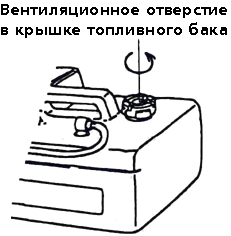 Вентиляционное отверстие
в крышке топливного бака